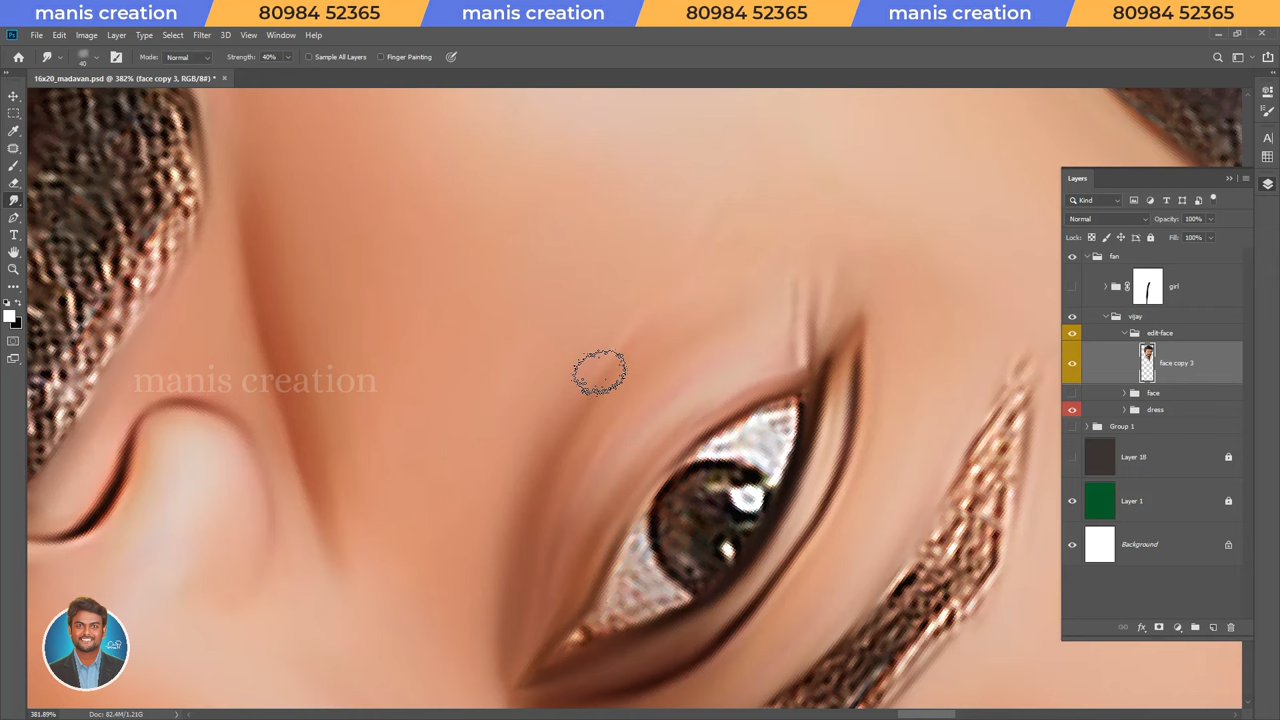 manis creation 80984 52365 manis creation 80984 52365 manis creation 80984 52365
Ps File Edit Image Layer Type Select Filter 3D View Window Help
40 Mode: Normal Strength: 40% Sample All Layers Finger Painting
16x20_madavan.psd @ 382% (face copy 3, RGB/8#) * ×
Layers
Kind
Normal Opacity: 100%
Lock: Fill: 100%
fan
girl
vijay
edit-face
face copy 3
face
dress
Group 1
Layer 18
Layer 1
Background
manis creation
381.89% Doc: 82.4M/1.21G